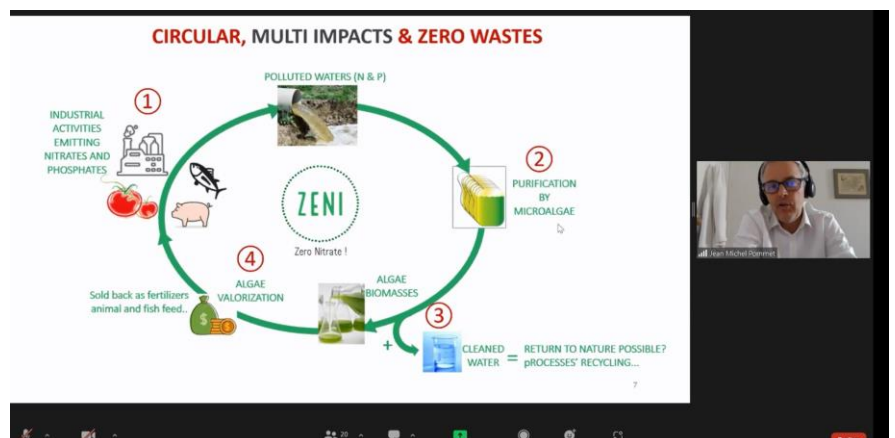 CIRCULAR, MULTI IMPACTS & ZERO WASTES
POLLUTED WATERS (N & P)
1
INDUSTRIAL
ACTIVITIES
EMITTING
NITRATES AND
PHOSPHATES
2
PURIFICATION
BY
MICROALGAE
ZENI
Zero Nitrate !
4
ALGAE
VALORIZATION
ALGAE
BIOMASSES
Sold back as fertilizers
animal and fish feed..
$
3
+
CLEANED
WATER
=
RETURN TO NATURE POSSIBLE?
pROCESSES' RECYCLING...
7
Jean Michel Pommet
20